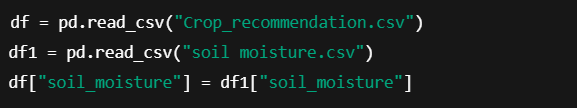 df = pd.read_csv("Crop_recommendation.csv")
df1 = pd.read_csv("soil moisture.csv")
df["soil_moisture"] = df1["soil_moisture"]